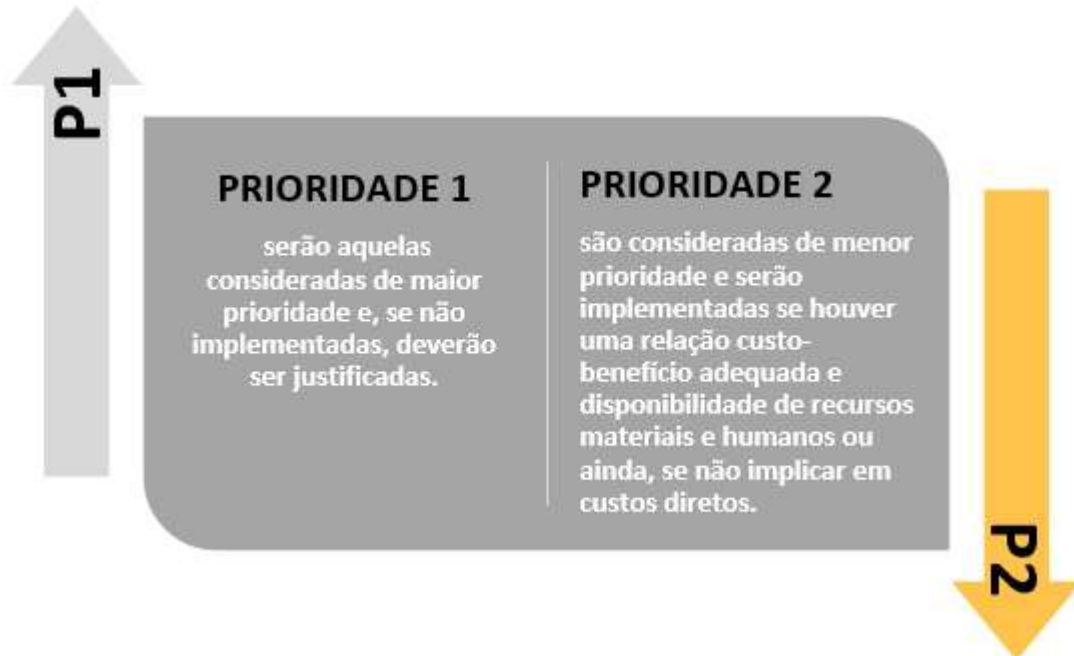 P1
PRIORIDADE 1
serão aquelas
consideradas de maior
prioridade e, se não
implementadas, deverão
ser justificadas.
PRIORIDADE 2
são consideradas de menor
prioridade e serão
implementadas se houver
uma relação custo-
benefício adequada e
disponibilidade de recursos
materiais e humanos ou
ainda, se não implicar em
custos diretos.
P2